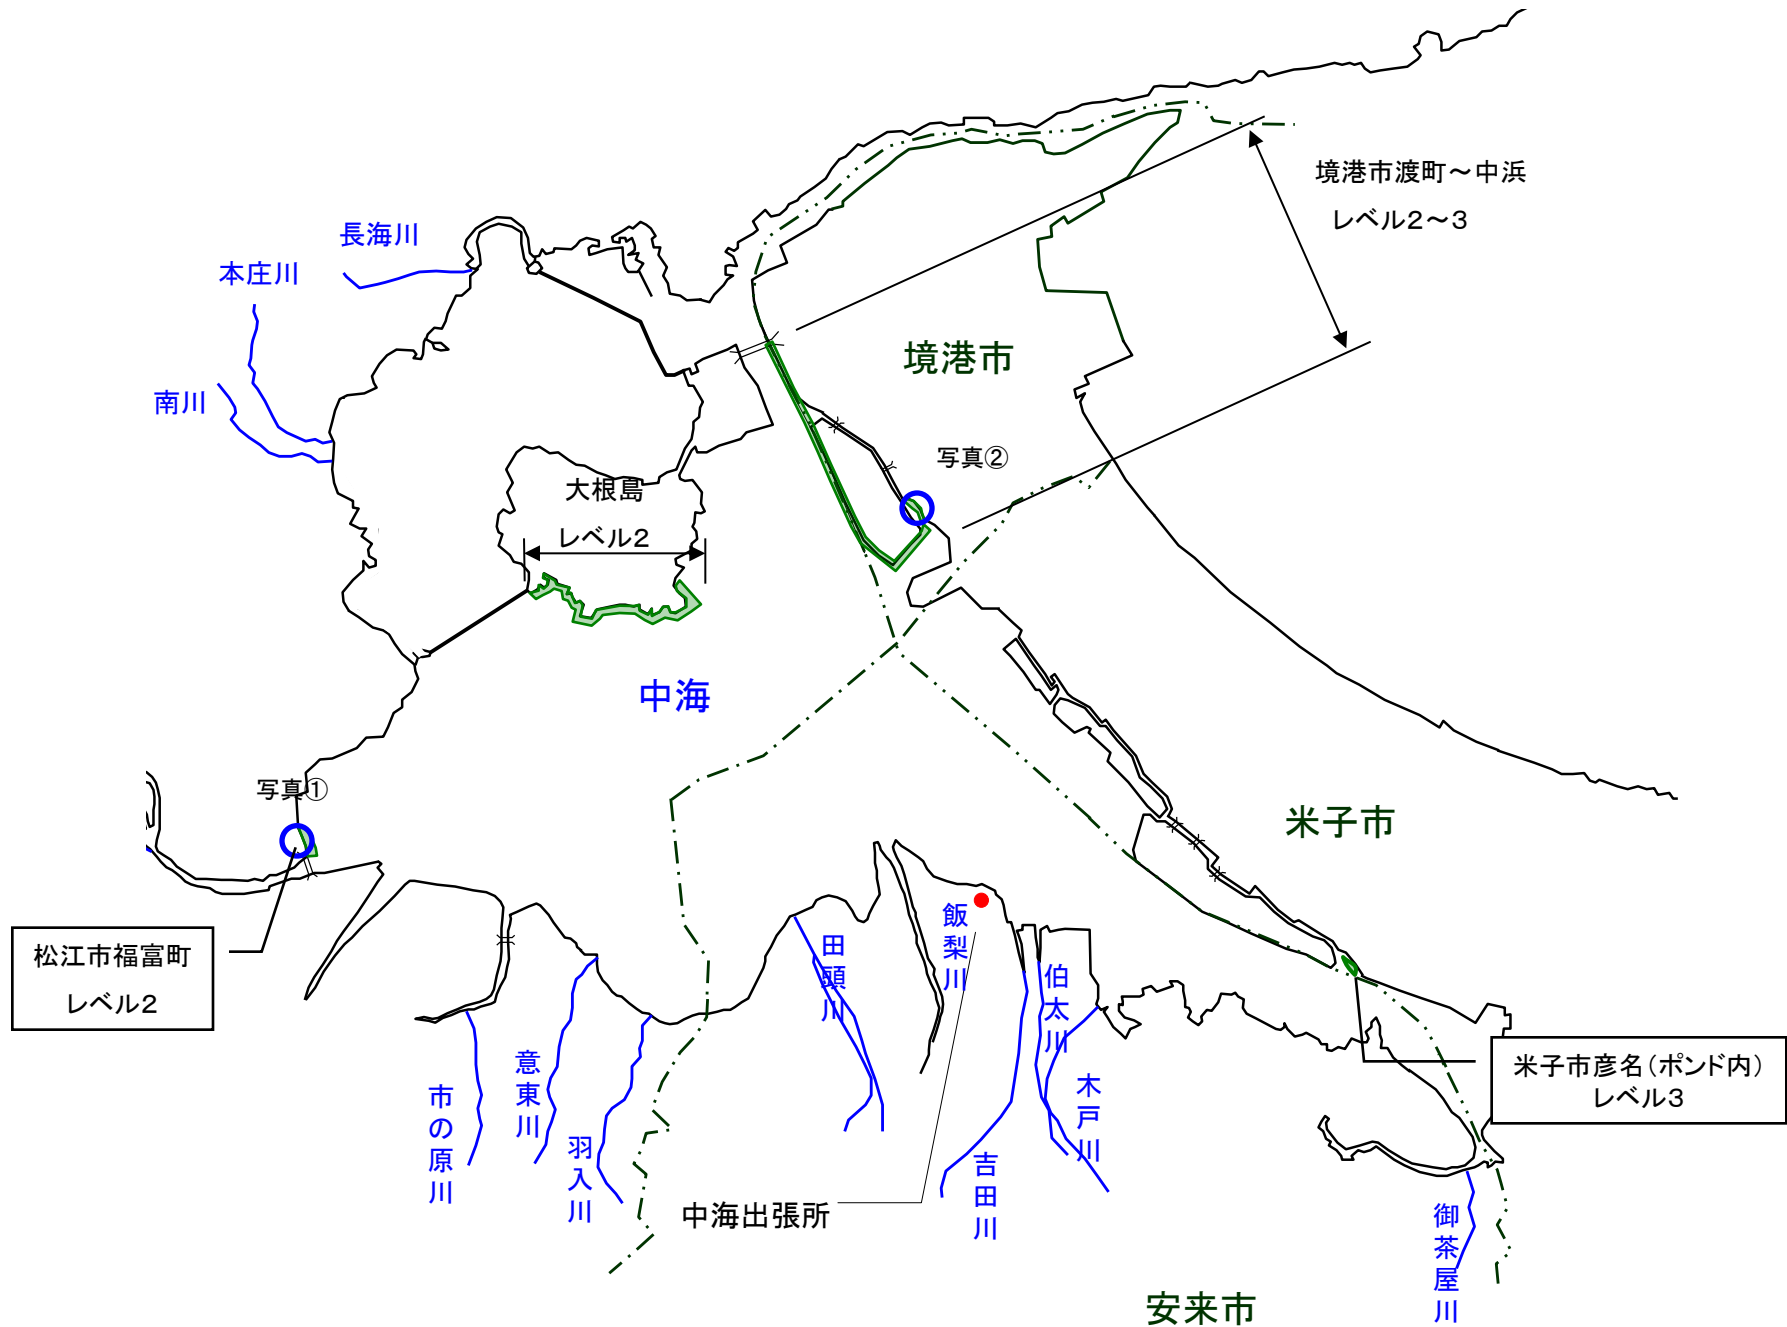 境港市渡町～中浜
レベル2～3
長海川
本庄川
南川
境港市
写真②
大根島
レベル2
中海
写真①
米子市
松江市福富町
レベル2
飯梨川
田頭川
伯太川
米子市彦名(ポンド内)
レベル3
意東川
木戸川
市の原川
羽入川
吉田川
中海出張所
御茶屋川
安来市